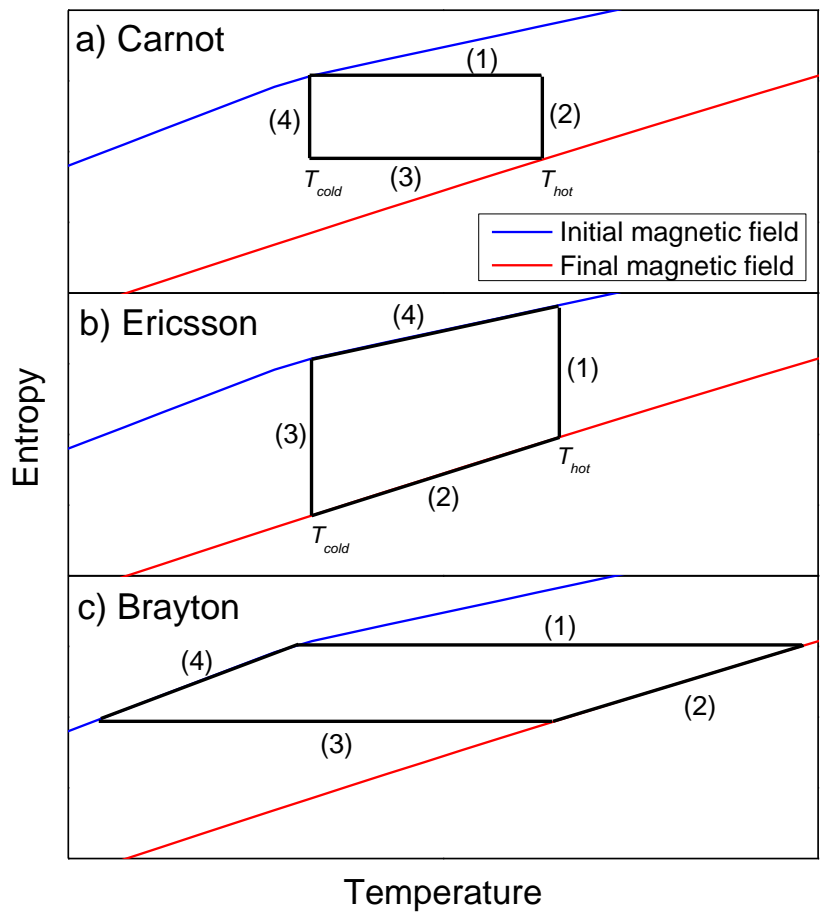 a) Carnot
(1)
(4)
(2)
T_cold
(3)
T_hot
Initial magnetic field
Final magnetic field
b) Ericsson
(4)
(1)
(3)
T_hot
(2)
T_cold
Entropy
c) Brayton
(1)
(4)
(2)
(3)
Temperature